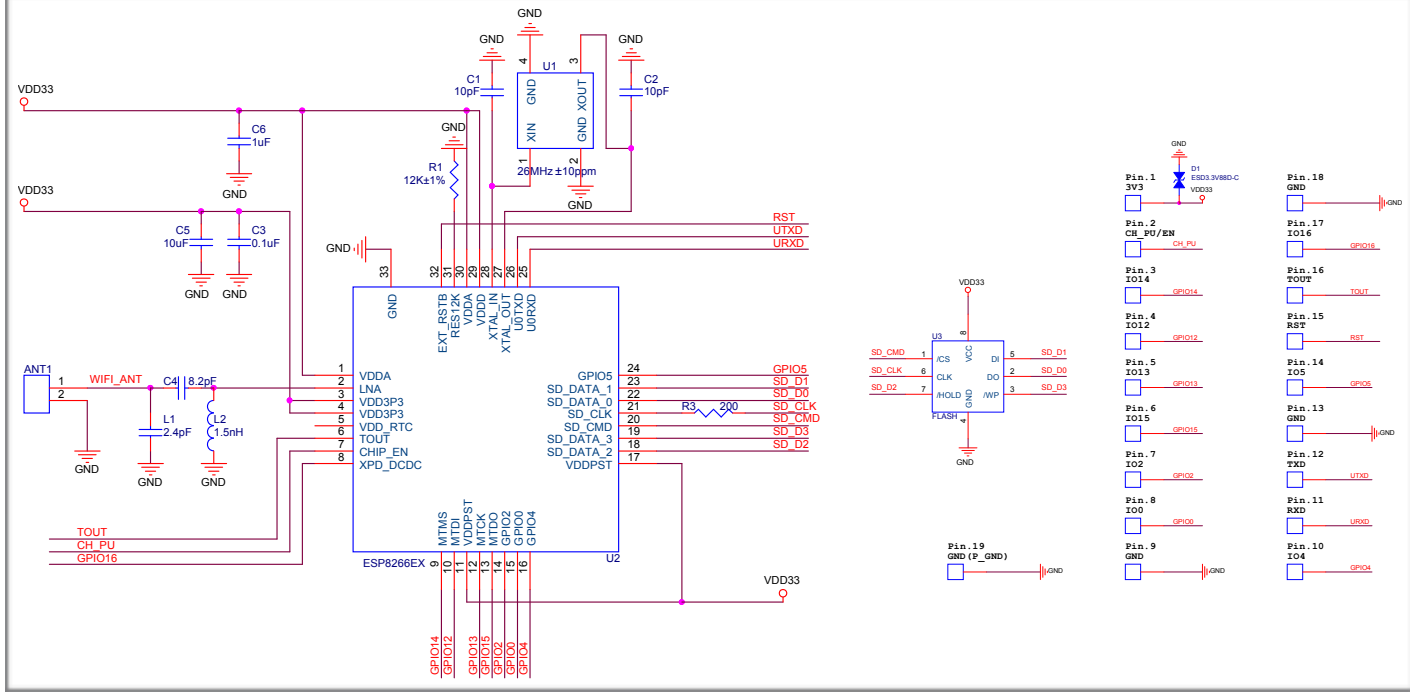 GND
GND
GND
GND
4
3
U1
GND
XOUT
XIN
GND
1
2
26MHz ±10ppm
GND
C1
10pF
C2
10pF
VDD33
C6
1uF
GND
GND
R1
12K±1%
VDD33
C5
10uF
C3
0.1uF
GND
GND
RST
UTXD
URXD
GND
33
32
31
30
29
28
27
26
25
GND
EXT_RSTB
RES12K
VDDA
VDDD
XTAL_IN
XTAL_OUT
U0TXD
U0RXD
ANT1
1
2
WIFI_ANT
C4
8.2pF
L1
2.4pF
L2
1.5nH
GND
GND
GND
1
2
3
4
5
6
7
8
VDDA
LNA
VDD3P3
VDD3P3
VDD_RTC
TOUT
CHIP_EN
XPD_DCDC
GPIO5
SD_DATA_1
SD_DATA_0
SD_CLK
SD_CMD
SD_DATA_3
SD_DATA_2
VDDPST
24
23
22
21
20
19
18
17
R3
200
GPIO5
SD_D1
SD_D0
SD_CLK
SD_CMD
SD_D3
SD_D2
TOUT
CH_PU
GPIO16
MTMS
MTDI
VDDPST
MTCK
MTDO
GPIO2
GPIO0
GPIO4
ESP8266EX
U2
9
10
11
12
13
14
15
16
GPIO14
GPIO12
GPIO13
GPIO15
GPIO2
GPIO0
GPIO4
VDD33
VDD33
8
U3
SD_CMD
1
/CS
VCC
DI
5
SD_D1
SD_CLK
6
CLK
DO
2
SD_D0
SD_D2
7
/HOLD
GND
/WP
3
SD_D3
FLASH
4
GND
GND
D1
ESD3.3V88D-C
VDD33
Pin.1
3V3
Pin.2
CH_PU/EN
CH_PU
Pin.3
IO14
GPIO14
Pin.4
IO12
GPIO12
Pin.5
IO13
GPIO13
Pin.6
IO15
GPIO15
Pin.7
IO2
GPIO2
Pin.8
IO0
GPIO0
Pin.9
GND
GND
Pin.19
GND(P_GND)
GND
Pin.18
GND
GND
Pin.17
IO16
GPIO16
Pin.16
TOUT
TOUT
Pin.15
RST
RST
Pin.14
IO5
GPIO5
Pin.13
GND
GND
Pin.12
TXD
UTXD
Pin.11
RXD
URXD
Pin.10
IO4
GPIO4